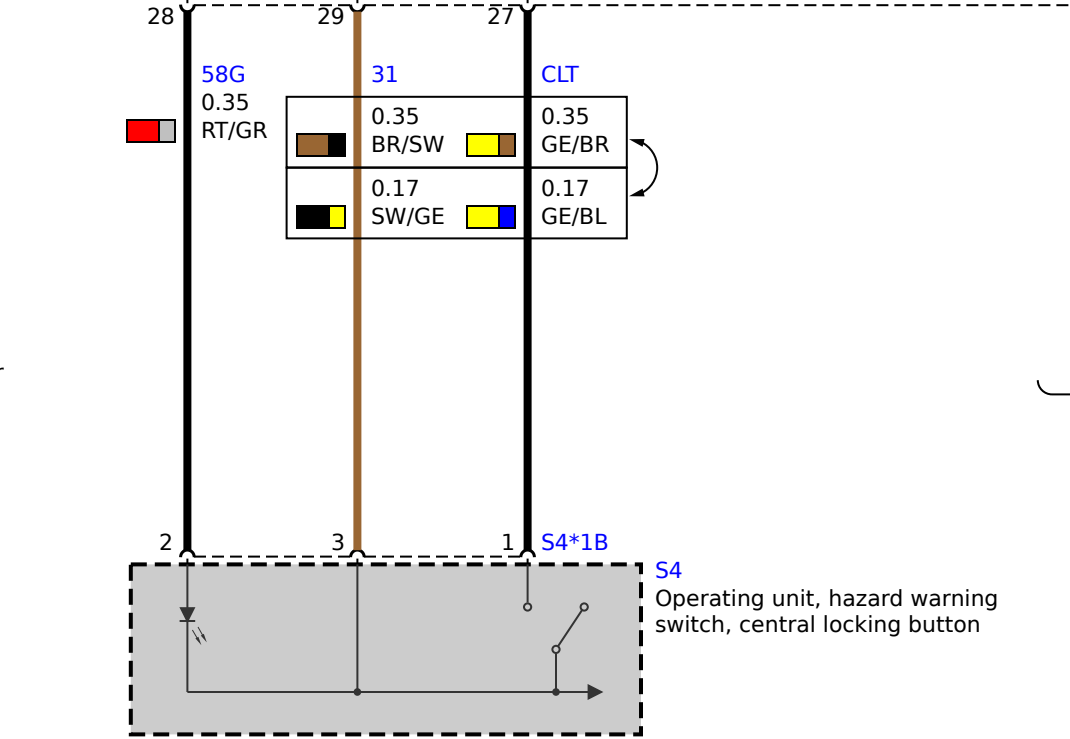 28
29
27
58G
0.35
RT/GR
31
CLT
0.35
BR/SW
0.35
GE/BR
0.17
SW/GE
0.17
GE/BL
2
3
1
S4*1B
S4
Operating unit, hazard warning
switch, central locking button